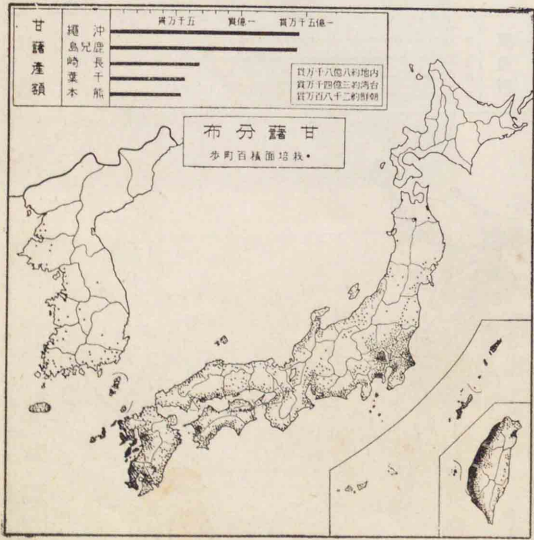 甘藷產額
五千万貫 一億貫 一億五千万貫
沖繩
鹿兒島
長崎
千葉
熊本
内地約八億八千万貫
台湾約三億四千万貫
朝鮮約二千八百万貫
甘藷分布
・栽培面積百町歩